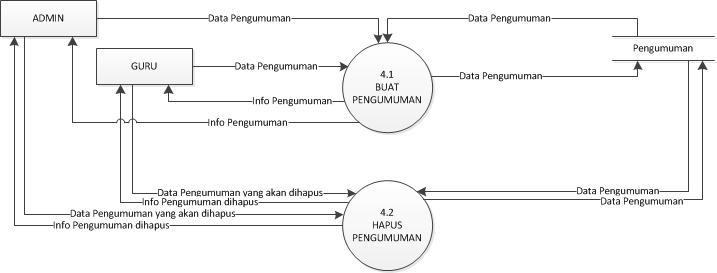 ADMIN
Data Pengumuman
Data Pengumuman
Pengumuman
GURU
Data Pengumuman
4.1
BUAT
PENGUMUMAN
Data Pengumuman
Info Pengumuman
Info Pengumuman
Data Pengumuman yang akan dihapus
Info Pengumuman dihapus
Data Pengumuman yang akan dihapus
Info Pengumuman dihapus
4.2
HAPUS
PENGUMUMAN
Data Pengumuman
Data Pengumuman